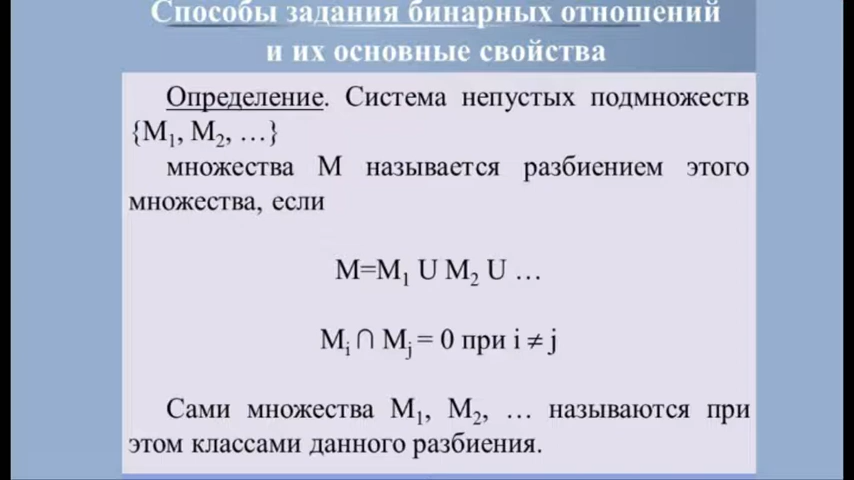 Способы задания бинарных отношений
и их основные свойства
Определение. Система непустых подмножеств
{M₁, M₂, …}
множества M называется разбиением этого
множества, если
M=M₁ U M₂ U …
Mᵢ ∩ Mⱼ = 0 при i ≠ j
Сами множества M₁, M₂, … называются при
этом классами данного разбиения.